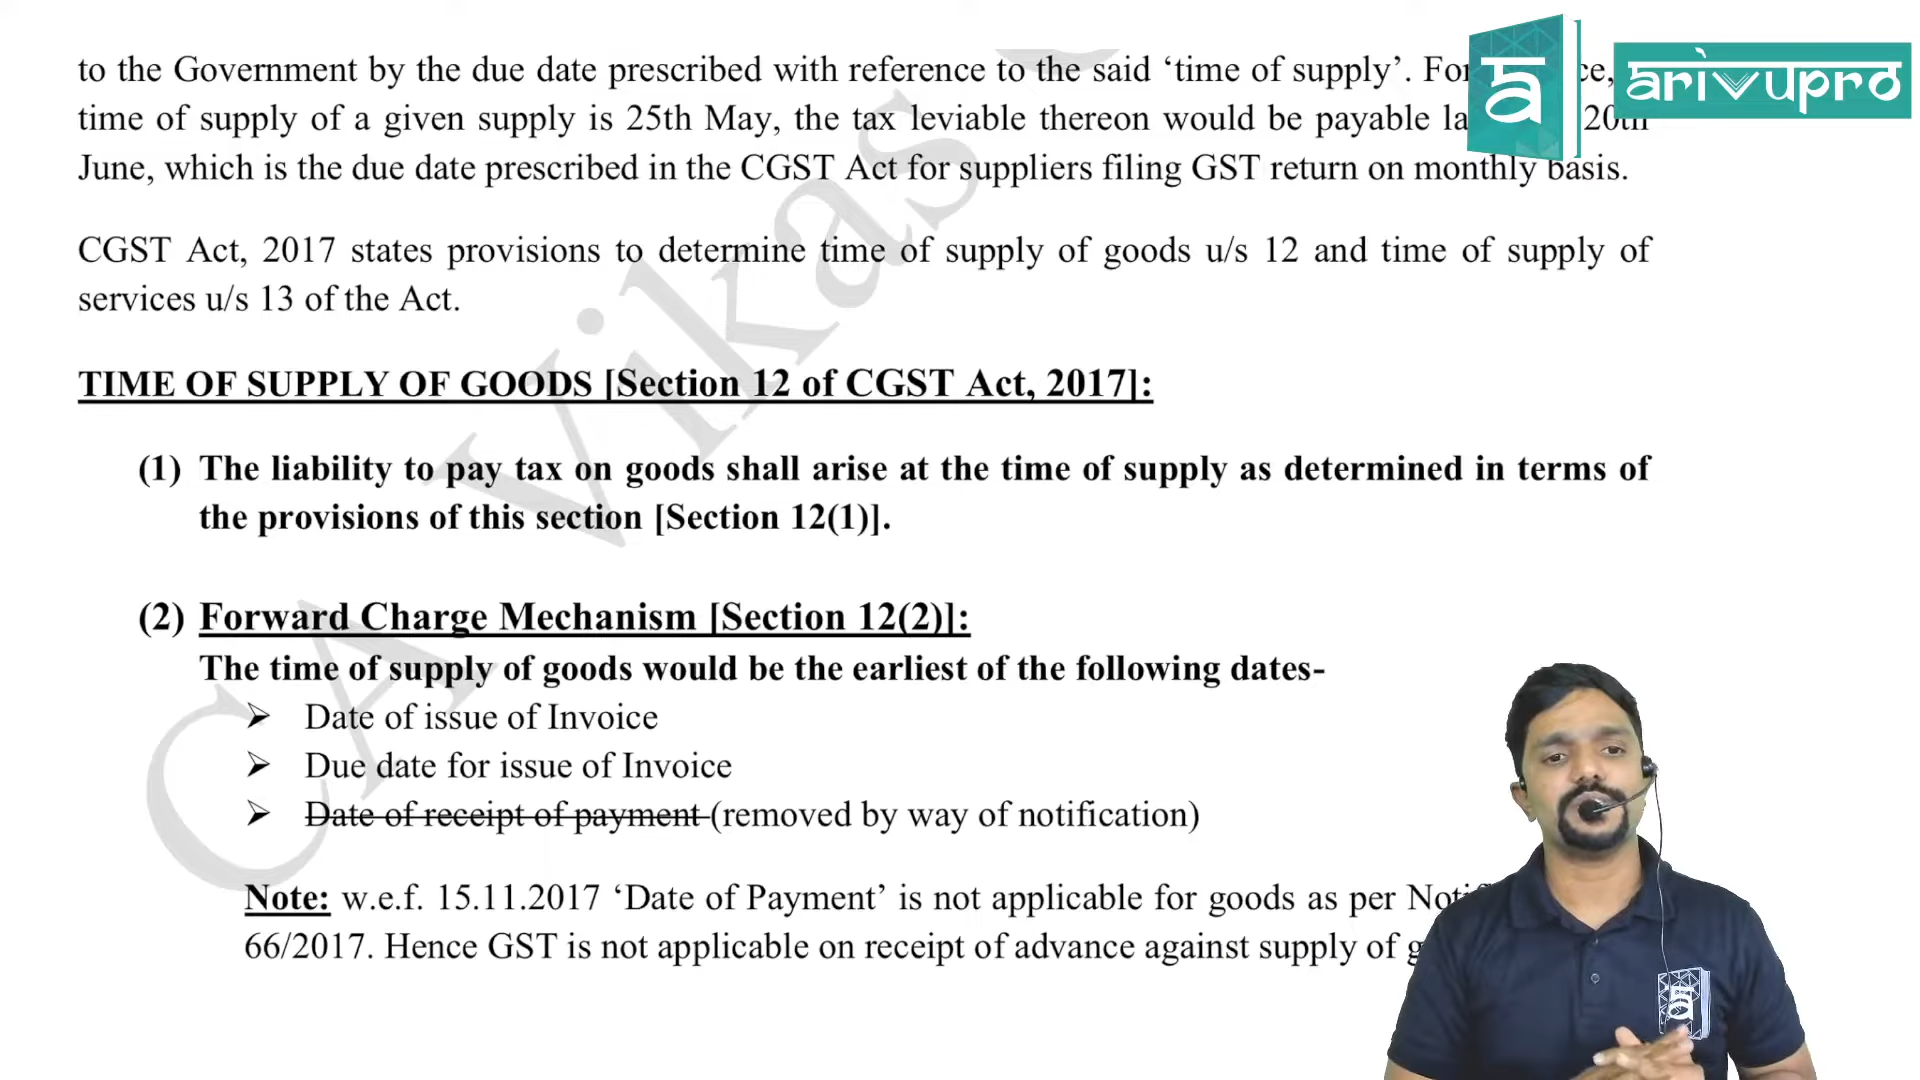 to the Government by the due date prescribed with reference to the said ‘time of supply’. For
time of supply of a given supply is 25th May, the tax leviable thereon would be payable 20th
June, which is the due date prescribed in the CGST Act for suppliers filing GST return on monthly basis.
CGST Act, 2017 states provisions to determine time of supply of goods u/s 12 and time of supply of
services u/s 13 of the Act.
TIME OF SUPPLY OF GOODS [Section 12 of CGST Act, 2017]:
(1) The liability to pay tax on goods shall arise at the time of supply as determined in terms of
the provisions of this section [Section 12(1)].
(2) Forward Charge Mechanism [Section 12(2)]:
The time of supply of goods would be the earliest of the following dates-
➢ Date of issue of Invoice
➢ Due date for issue of Invoice
➢ Date of receipt of payment (removed by way of notification)
Note: w.e.f. 15.11.2017 ‘Date of Payment’ is not applicable for goods as per
66/2017. Hence GST is not applicable on receipt of advance against supply of
CA Vikas
arivupro